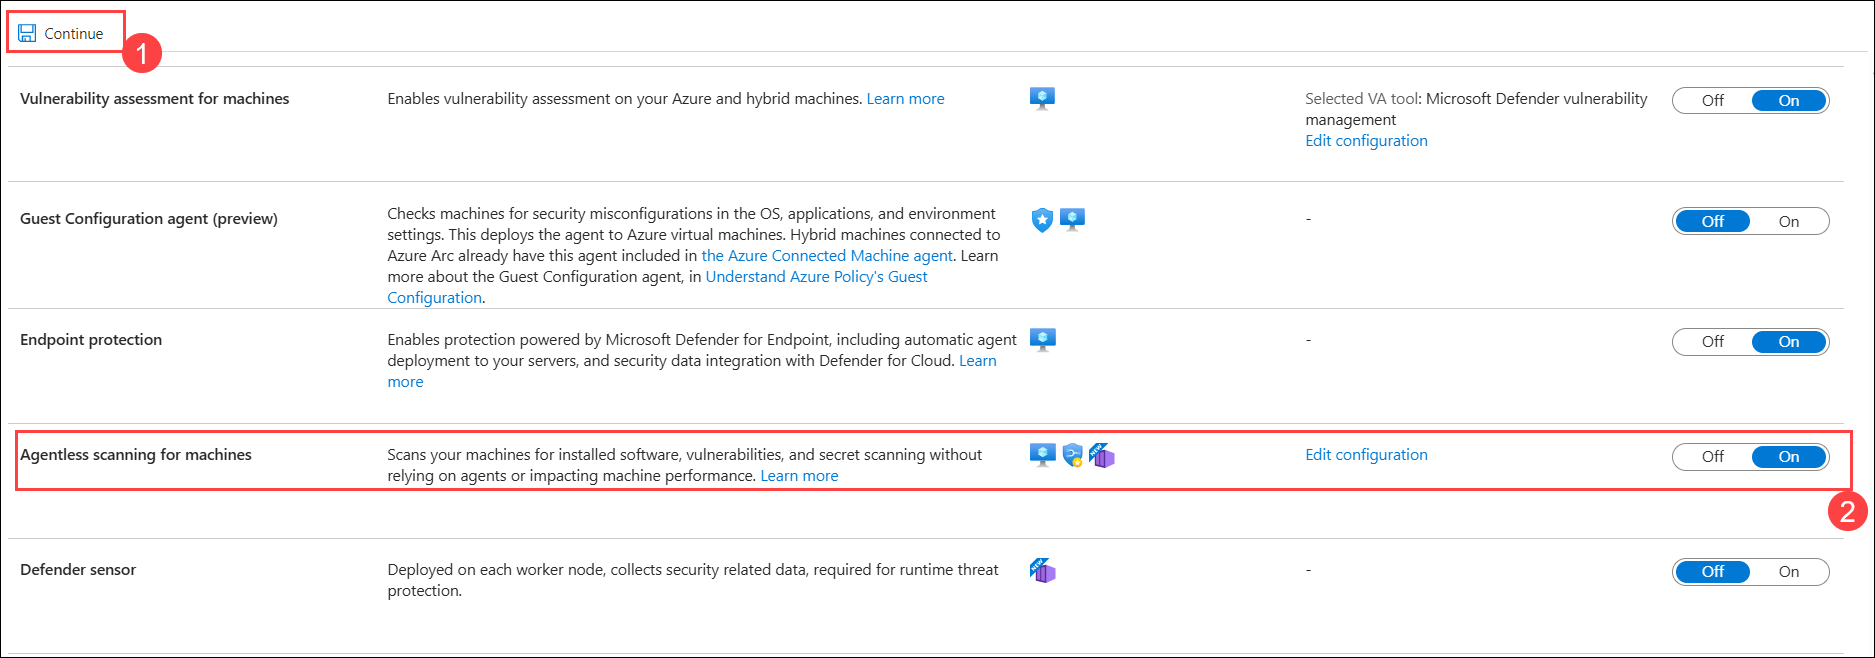 Continue
1
Vulnerability assessment for machines
Enables vulnerability assessment on your Azure and hybrid machines. Learn more
Selected VA tool: Microsoft Defender vulnerability
management
Edit configuration
Off On
Guest Configuration agent (preview)
Checks machines for security misconfigurations in the OS, applications, and environment
settings. This deploys the agent to Azure virtual machines. Hybrid machines connected to
Azure Arc already have this agent included in the Azure Connected Machine agent. Learn
more about the Guest Configuration agent, in Understand Azure Policy's Guest
Configuration.
-
Off On
Endpoint protection
Enables protection powered by Microsoft Defender for Endpoint, including automatic agent
deployment to your servers, and security data integration with Defender for Cloud. Learn
more
-
Off On
Agentless scanning for machines
Scans your machines for installed software, vulnerabilities, and secret scanning without
relying on agents or impacting machine performance. Learn more
NEW
Edit configuration
Off On
2
Defender sensor
Deployed on each worker node, collects security related data, required for runtime threat
protection.
NEW
-
Off On